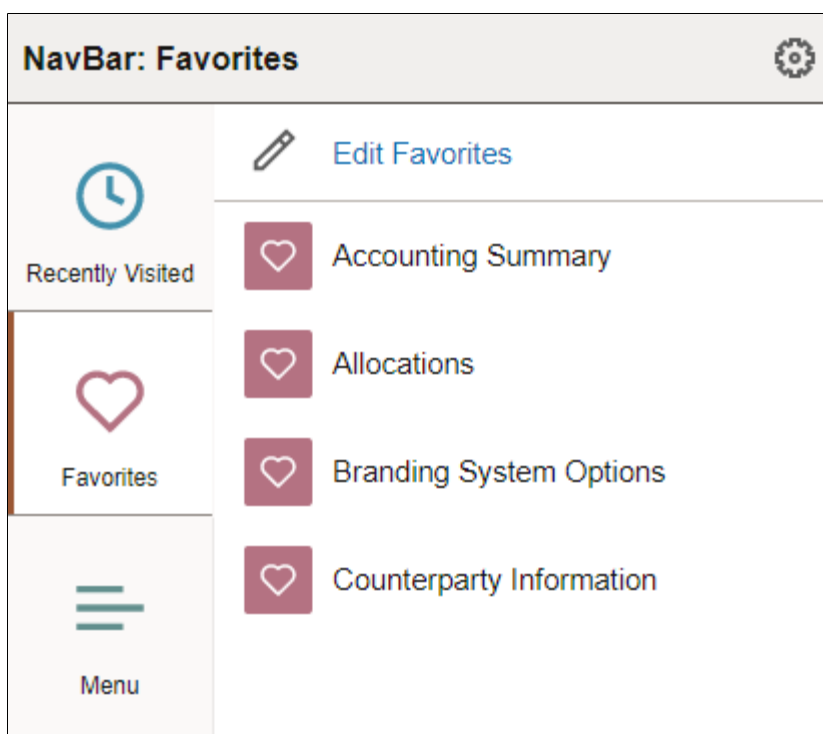 NavBar: Favorites
Recently Visited
Favorites
Menu
Edit Favorites
Accounting Summary
Allocations
Branding System Options
Counterparty Information